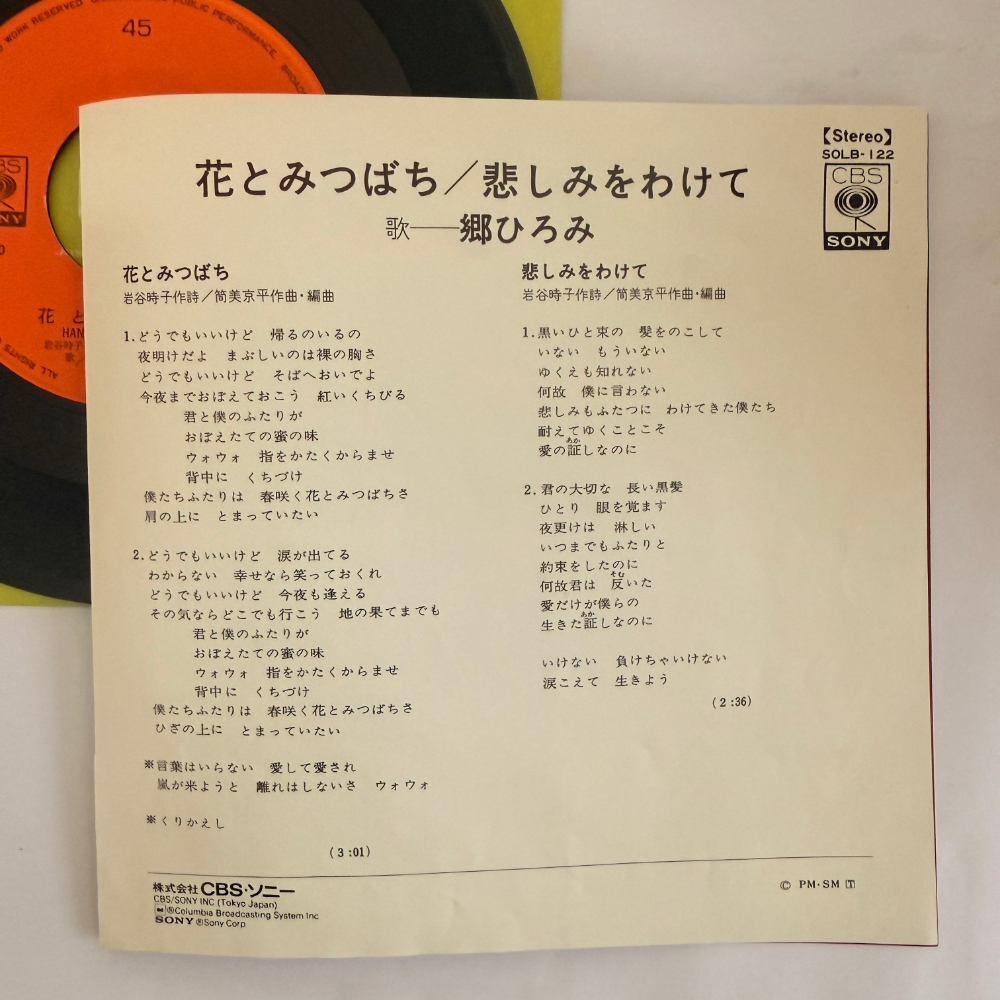 45
WORK RESERVED
PUBLIC PERFORMANCE,
CBS
SONY
花と
HAN
岩谷時子
歌
ALL RIGHTS
【Stereo】
SOLB-122
CBS
SONY
花とみつばち／悲しみをわけて
歌──郷ひろみ
花とみつばち
岩谷時子作詩／筒美京平作曲・編曲
1.どうでもいいけど　帰るのいるの
夜明けだよ　まぶしいのは裸の胸さ
どうでもいいけど　そばへおいでよ
今夜までおぼえておこう　紅いくちびる
君と僕のふたりが
おぼえたての蜜の味
ウォウォ　指をかたくからませ
背中に　くちづけ
僕たちふたりは　春咲く花とみつばちさ
肩の上に　とまっていたい
2.どうでもいいけど　涙が出てる
わからない　幸せなら笑っておくれ
どうでもいいけど　今夜も逢える
その気ならどこでも行こう　地の果てまでも
君と僕のふたりが
おぼえたての蜜の味
ウォウォ　指をかたくからませ
背中に　くちづけ
僕たちふたりは　春咲く花とみつばちさ
ひざの上に　とまっていたい
※言葉はいらない　愛して愛され
嵐が来ようと　離れはしないさ　ウォウォ
※くりかえし
(3:01)
悲しみをわけて
岩谷時子作詩／筒美京平作曲・編曲
1.黒いひと束の　髪をのこして
いない　もういない
ゆくえも知れない
何故　僕に言わない
悲しみもふたつに　わけてきた僕たち
耐えてゆくことこそ
あか
愛の証しなのに
2.君の大切な　長い黒髪
ひとり　眼を覚ます
夜更けは　淋しい
いつまでもふたりと
約束をしたのに
そむ
何故君は　反いた
愛だけが僕らの
あか
生きた証しなのに
いけない　負けちゃいけない
涙こえて　生きよう
(2:36)
株式会社CBS・ソニー
CBS/SONY INC (Tokyo Japan)
®Columbia Broadcasting System Inc
SONY ®Sony Corp
© PM・SM T